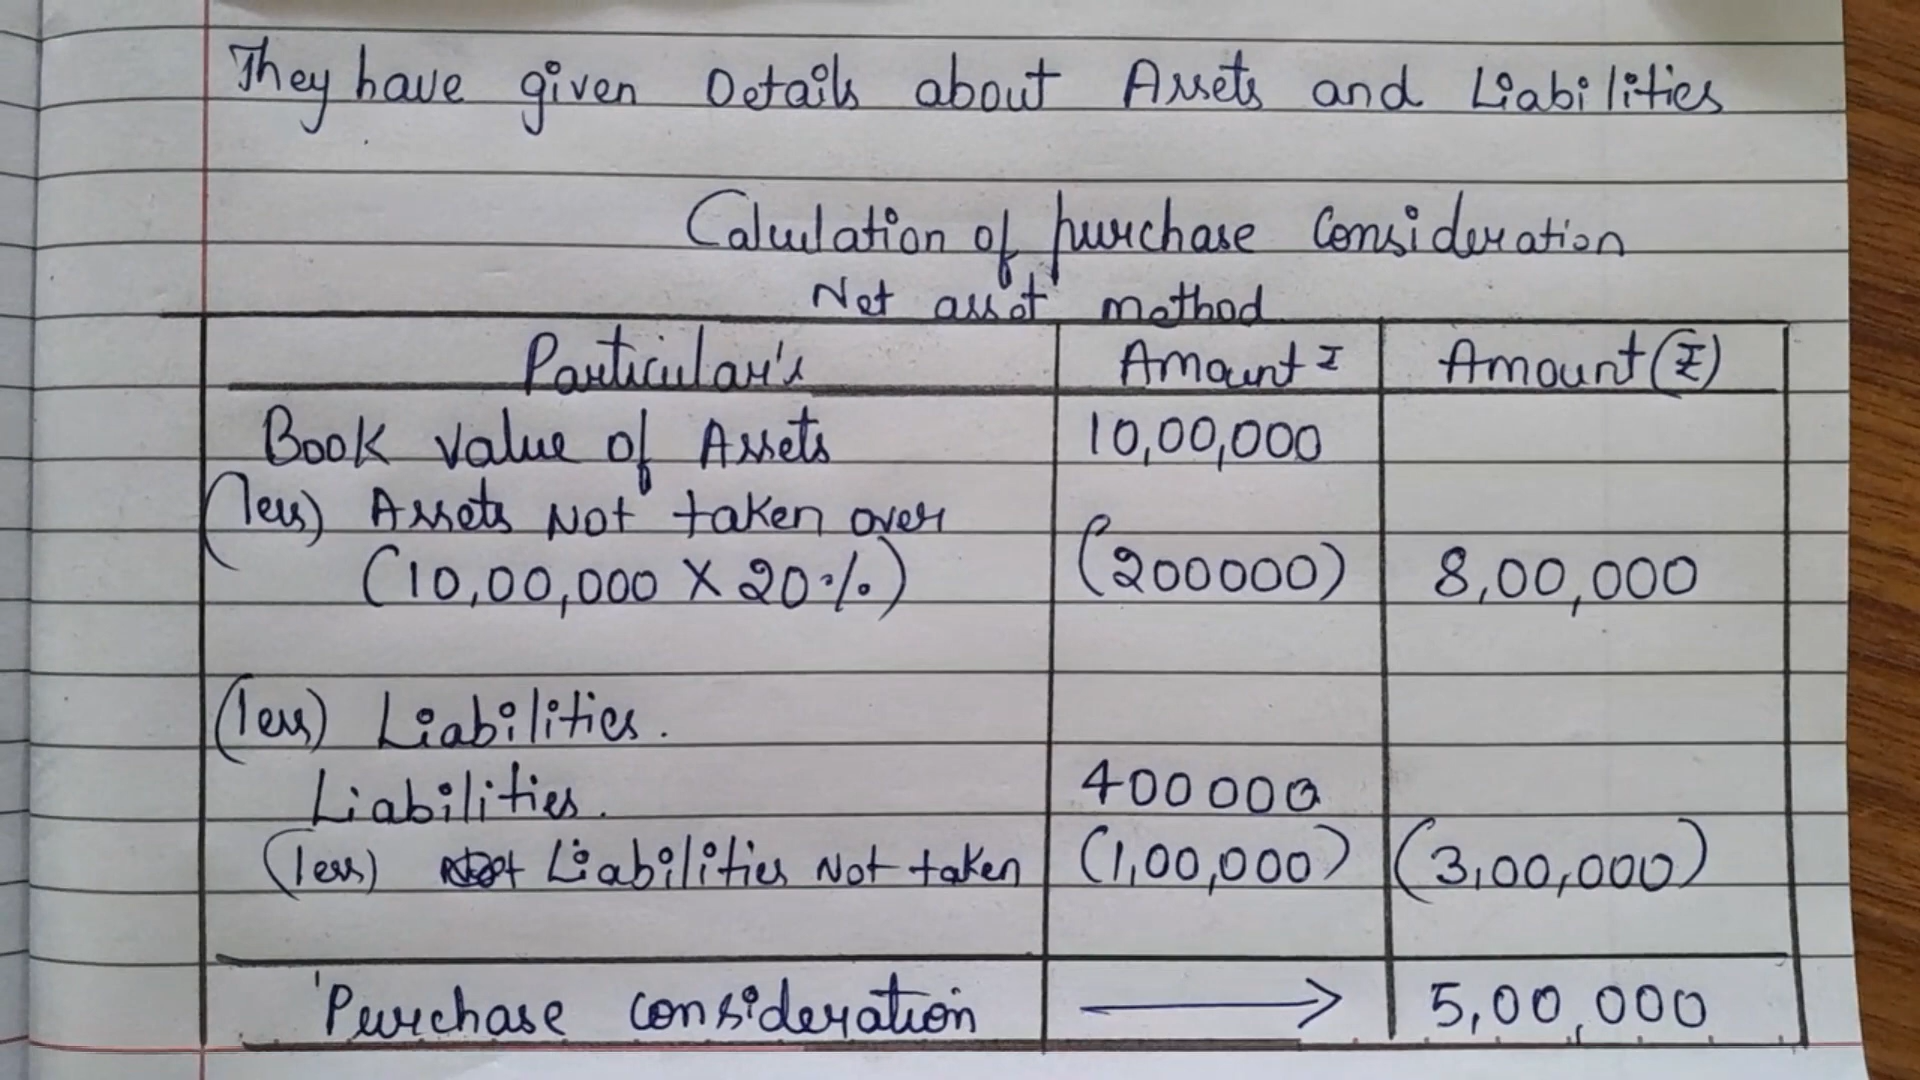 They have given Details about Assets and Liabilities
Calculation of purchase Consideration
Net asset method
Particular's Amount ₹ Amount (₹)
Book value of Assets 10,00,000
(less) Assets Not taken over
(10,00,000 X 20%) (200000) 8,00,000
(less) Liabilities.
Liabilities. 400000
(less) Liabilities Not taken (1,00,000) (3,00,000)
Purchase consideration → 5,00,000